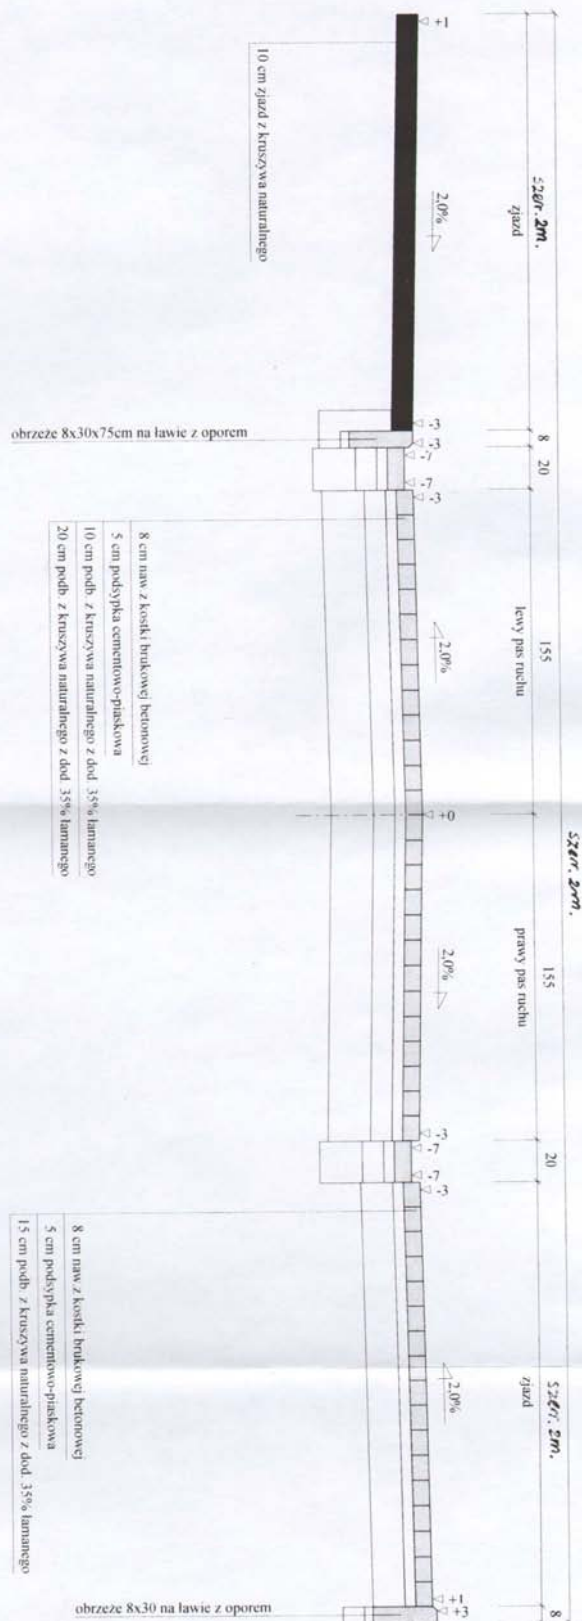 szer. 2m.
szer. 2m.
zjazd
8
20
155
lewy pas ruchu
155
prawy pas ruchu
20
szer. 2m.
zjazd
8
+1
2,0%
-3
-3
-7
-7
-3
2,0%
+0
2,0%
-3
-7
-7
-3
2,0%
+1
+3
10 cm zjazd z kruszywa naturalnego
obrzeże 8x30x75cm na ławie z oporem
8 cm naw. z kostki brukowej betonowej
5 cm podsypka cementowo-piaskowa
10 cm podb. z kruszywa naturalnego z dod. 35% łamanego
20 cm podb. z kruszywa naturalnego z dod. 35% łamanego
8 cm naw. z kostki brukowej betonowej
5 cm podsypka cementowo-piaskowa
15 cm podb. z kruszywa naturalnego z dod. 35% łamanego
obrzeże 8x30 na ławie z oporem